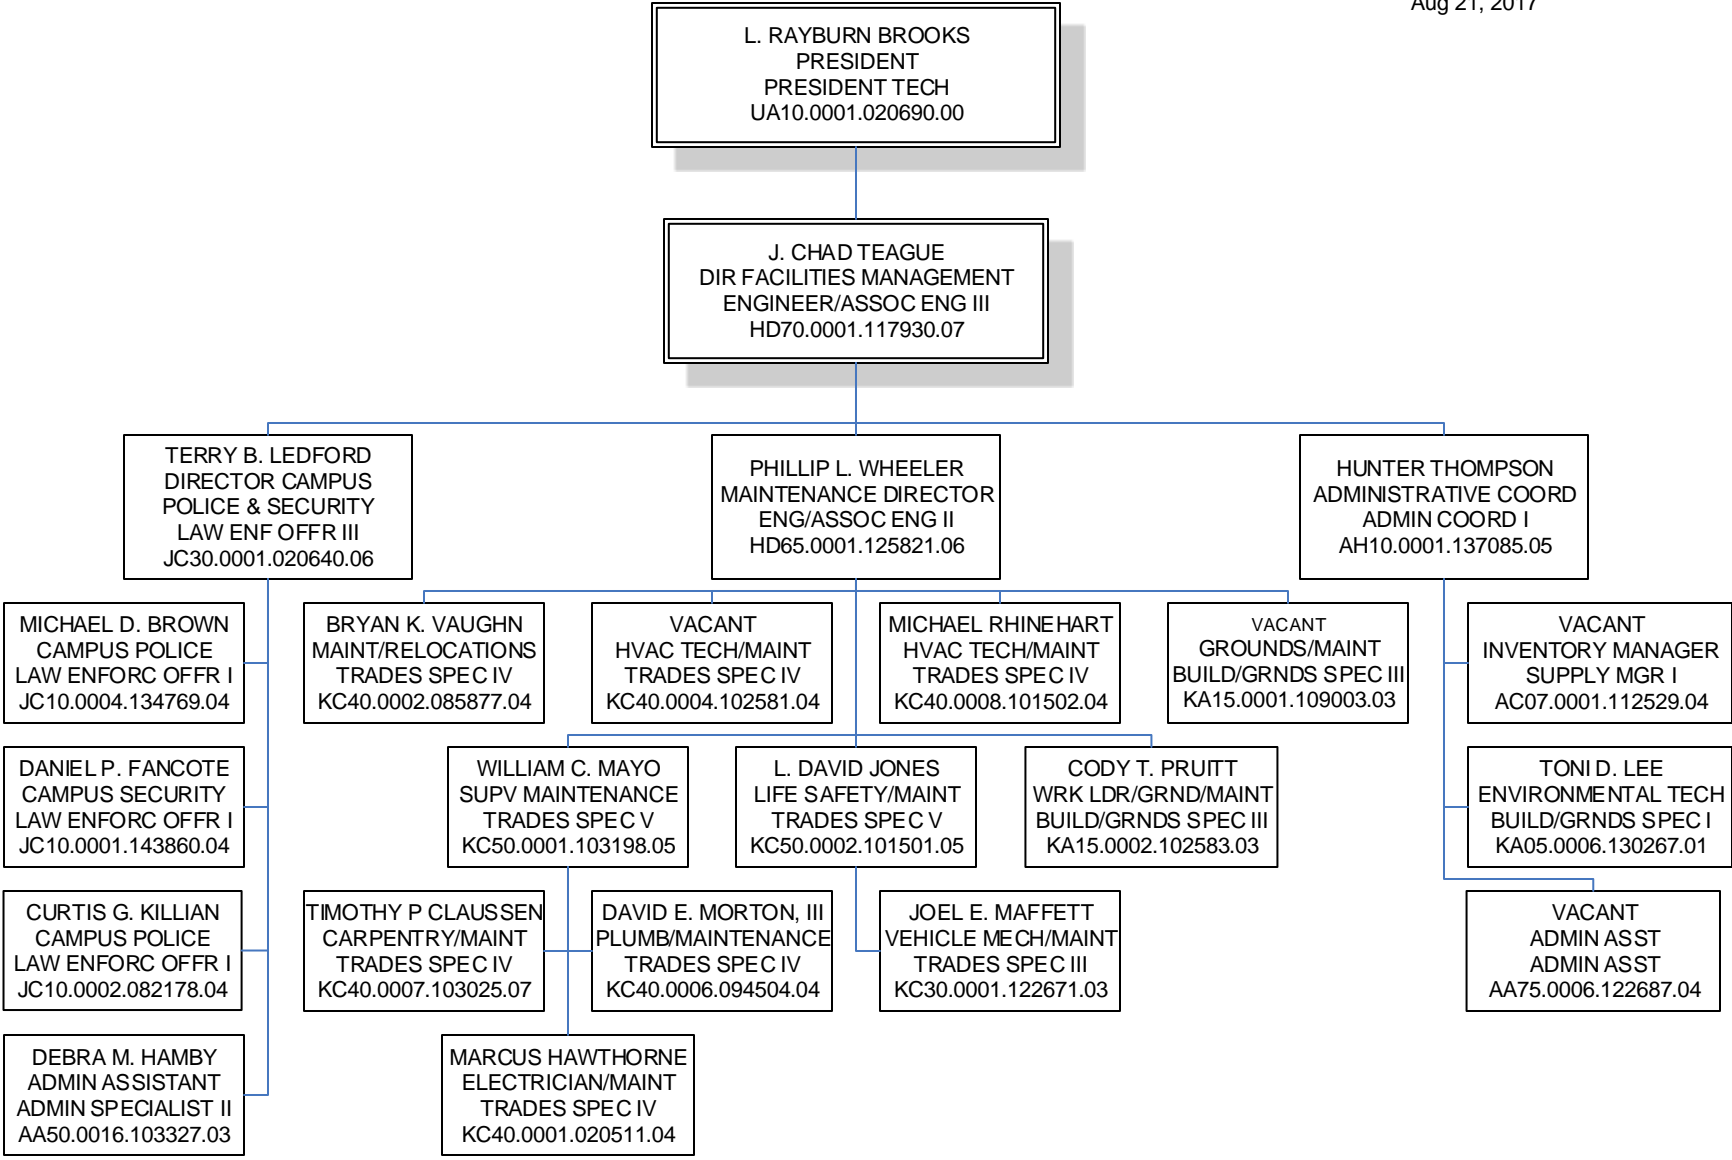 Aug 21, 2017
L. RAYBURN BROOKS
PRESIDENT
PRESIDENT TECH
UA10.0001.020690.00
J. CHAD TEAGUE
DIR FACILITIES MANAGEMENT
ENGINEER/ASSOC ENG III
HD70.0001.117930.07
TERRY B. LEDFORD
DIRECTOR CAMPUS
POLICE & SECURITY
LAW ENF OFFR III
JC30.0001.020640.06
PHILLIP L. WHEELER
MAINTENANCE DIRECTOR
ENG/ASSOC ENG II
HD65.0001.125821.06
HUNTER THOMPSON
ADMINISTRATIVE COORD
ADMIN COORD I
AH10.0001.137085.05
MICHAEL D. BROWN
CAMPUS POLICE
LAW ENFORC OFFR I
JC10.0004.134769.04
BRYAN K. VAUGHN
MAINT/RELOCATIONS
TRADES SPEC IV
KC40.0002.085877.04
VACANT
HVAC TECH/MAINT
TRADES SPEC IV
KC40.0004.102581.04
MICHAEL RHINEHART
HVAC TECH/MAINT
TRADES SPEC IV
KC40.0008.101502.04
VACANT
GROUNDS/MAINT
BUILD/GRNDS SPEC III
KA15.0001.109003.03
VACANT
INVENTORY MANAGER
SUPPLY MGR I
AC07.0001.112529.04
DANIEL P. FANCOTE
CAMPUS SECURITY
LAW ENFORC OFFR I
JC10.0001.143860.04
WILLIAM C. MAYO
SUPV MAINTENANCE
TRADES SPEC V
KC50.0001.103198.05
L. DAVID JONES
LIFE SAFETY/MAINT
TRADES SPEC V
KC50.0002.101501.05
CODY T. PRUITT
WRK LDR/GRND/MAINT
BUILD/GRNDS SPEC III
KA15.0002.102583.03
TONI D. LEE
ENVIRONMENTAL TECH
BUILD/GRNDS SPEC I
KA05.0006.130267.01
CURTIS G. KILLIAN
CAMPUS POLICE
LAW ENFORC OFFR I
JC10.0002.082178.04
TIMOTHY P CLAUSSEN
CARPENTRY/MAINT
TRADES SPEC IV
KC40.0007.103025.07
DAVID E. MORTON, III
PLUMB/MAINTENANCE
TRADES SPEC IV
KC40.0006.094504.04
JOEL E. MAFFETT
VEHICLE MECH/MAINT
TRADES SPEC III
KC30.0001.122671.03
VACANT
ADMIN ASST
ADMIN ASST
AA75.0006.122687.04
DEBRA M. HAMBY
ADMIN ASSISTANT
ADMIN SPECIALIST II
AA50.0016.103327.03
MARCUS HAWTHORNE
ELECTRICIAN/MAINT
TRADES SPEC IV
KC40.0001.020511.04